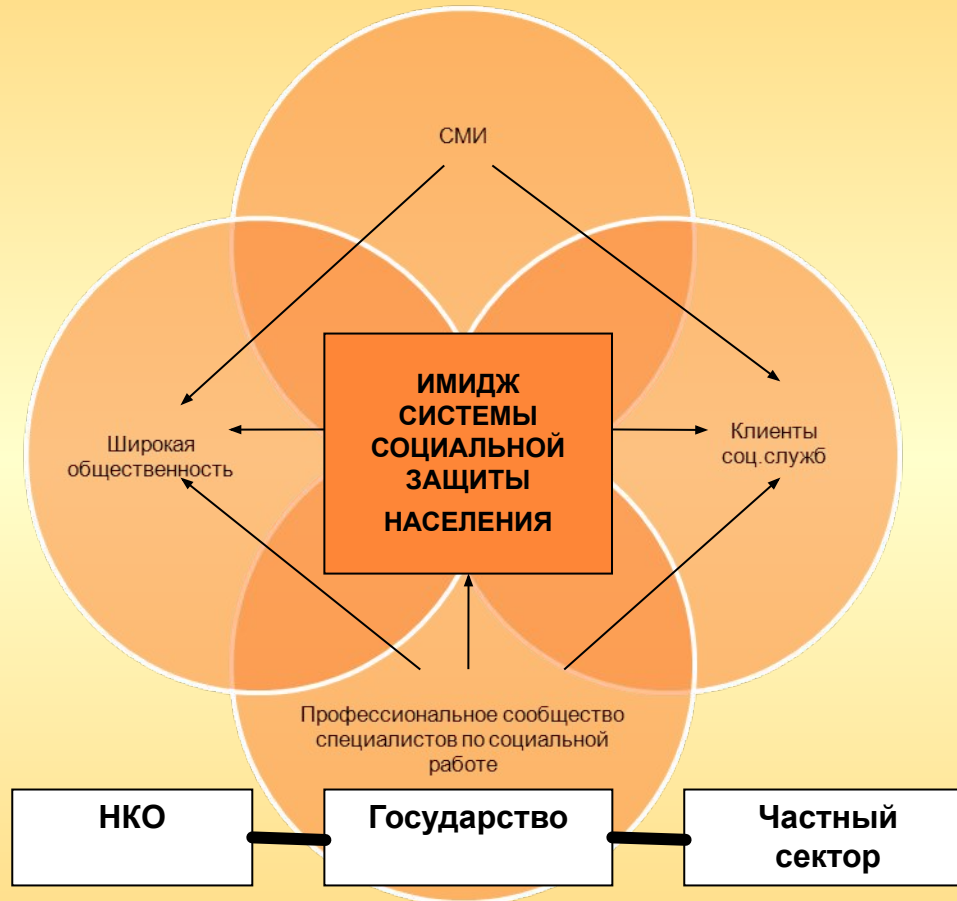 СМИ
ИМИДЖ
СИСТЕМЫ
СОЦИАЛЬНОЙ
ЗАЩИТЫ
НАСЕЛЕНИЯ
Широкая
общественность
Клиенты
соц.служб
Профессиональное сообщество
специалистов по социальной
работе
НКО
Государство
Частный
сектор